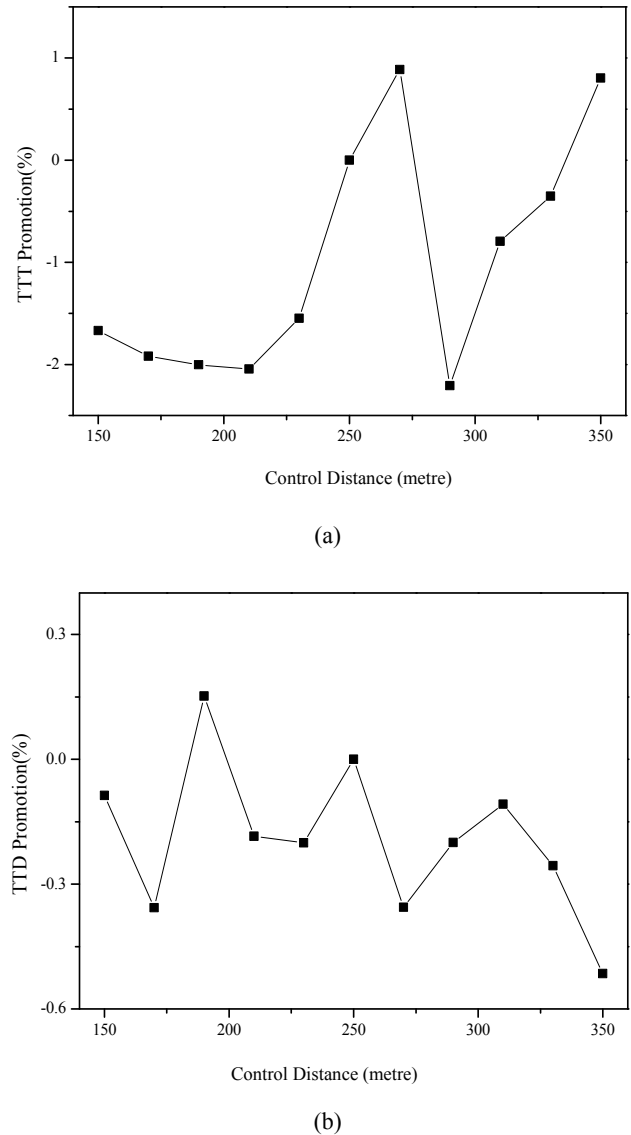 1
0
-1
-2
TTT Promotion(%)
150 200 250 300 350
Control Distance (metre)
(a)
0.3
0.0
-0.3
-0.6
TTD Promotion(%)
150 200 250 300 350
Control Distance (metre)
(b)